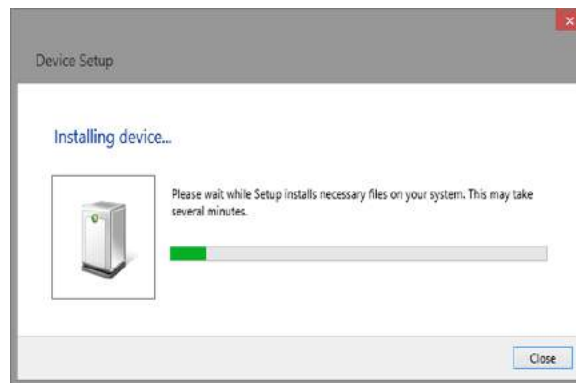 Device Setup
Installing device...
Please wait while Setup installs necessary files on your system. This may take
several minutes.
Close